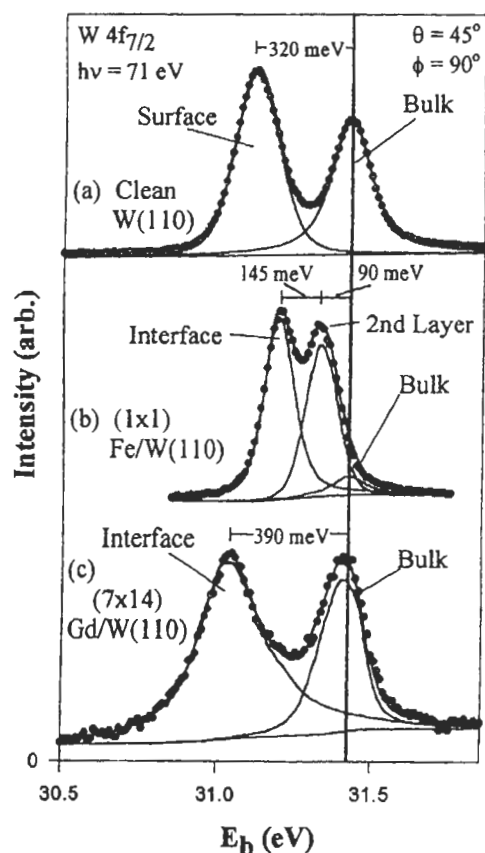 W 4f7/2
hν = 71 eV
320 meV
θ = 45°
ϕ = 90°
Surface
Bulk
(a) Clean
W(110)
145 meV
90 meV
Interface
2nd Layer
Bulk
(b) (1x1)
Fe/W(110)
Interface
390 meV
Bulk
(c)
(7x14)
Gd/W(110)
Intensity (arb.)
0
30.5 31.0 31.5
Eb (eV)